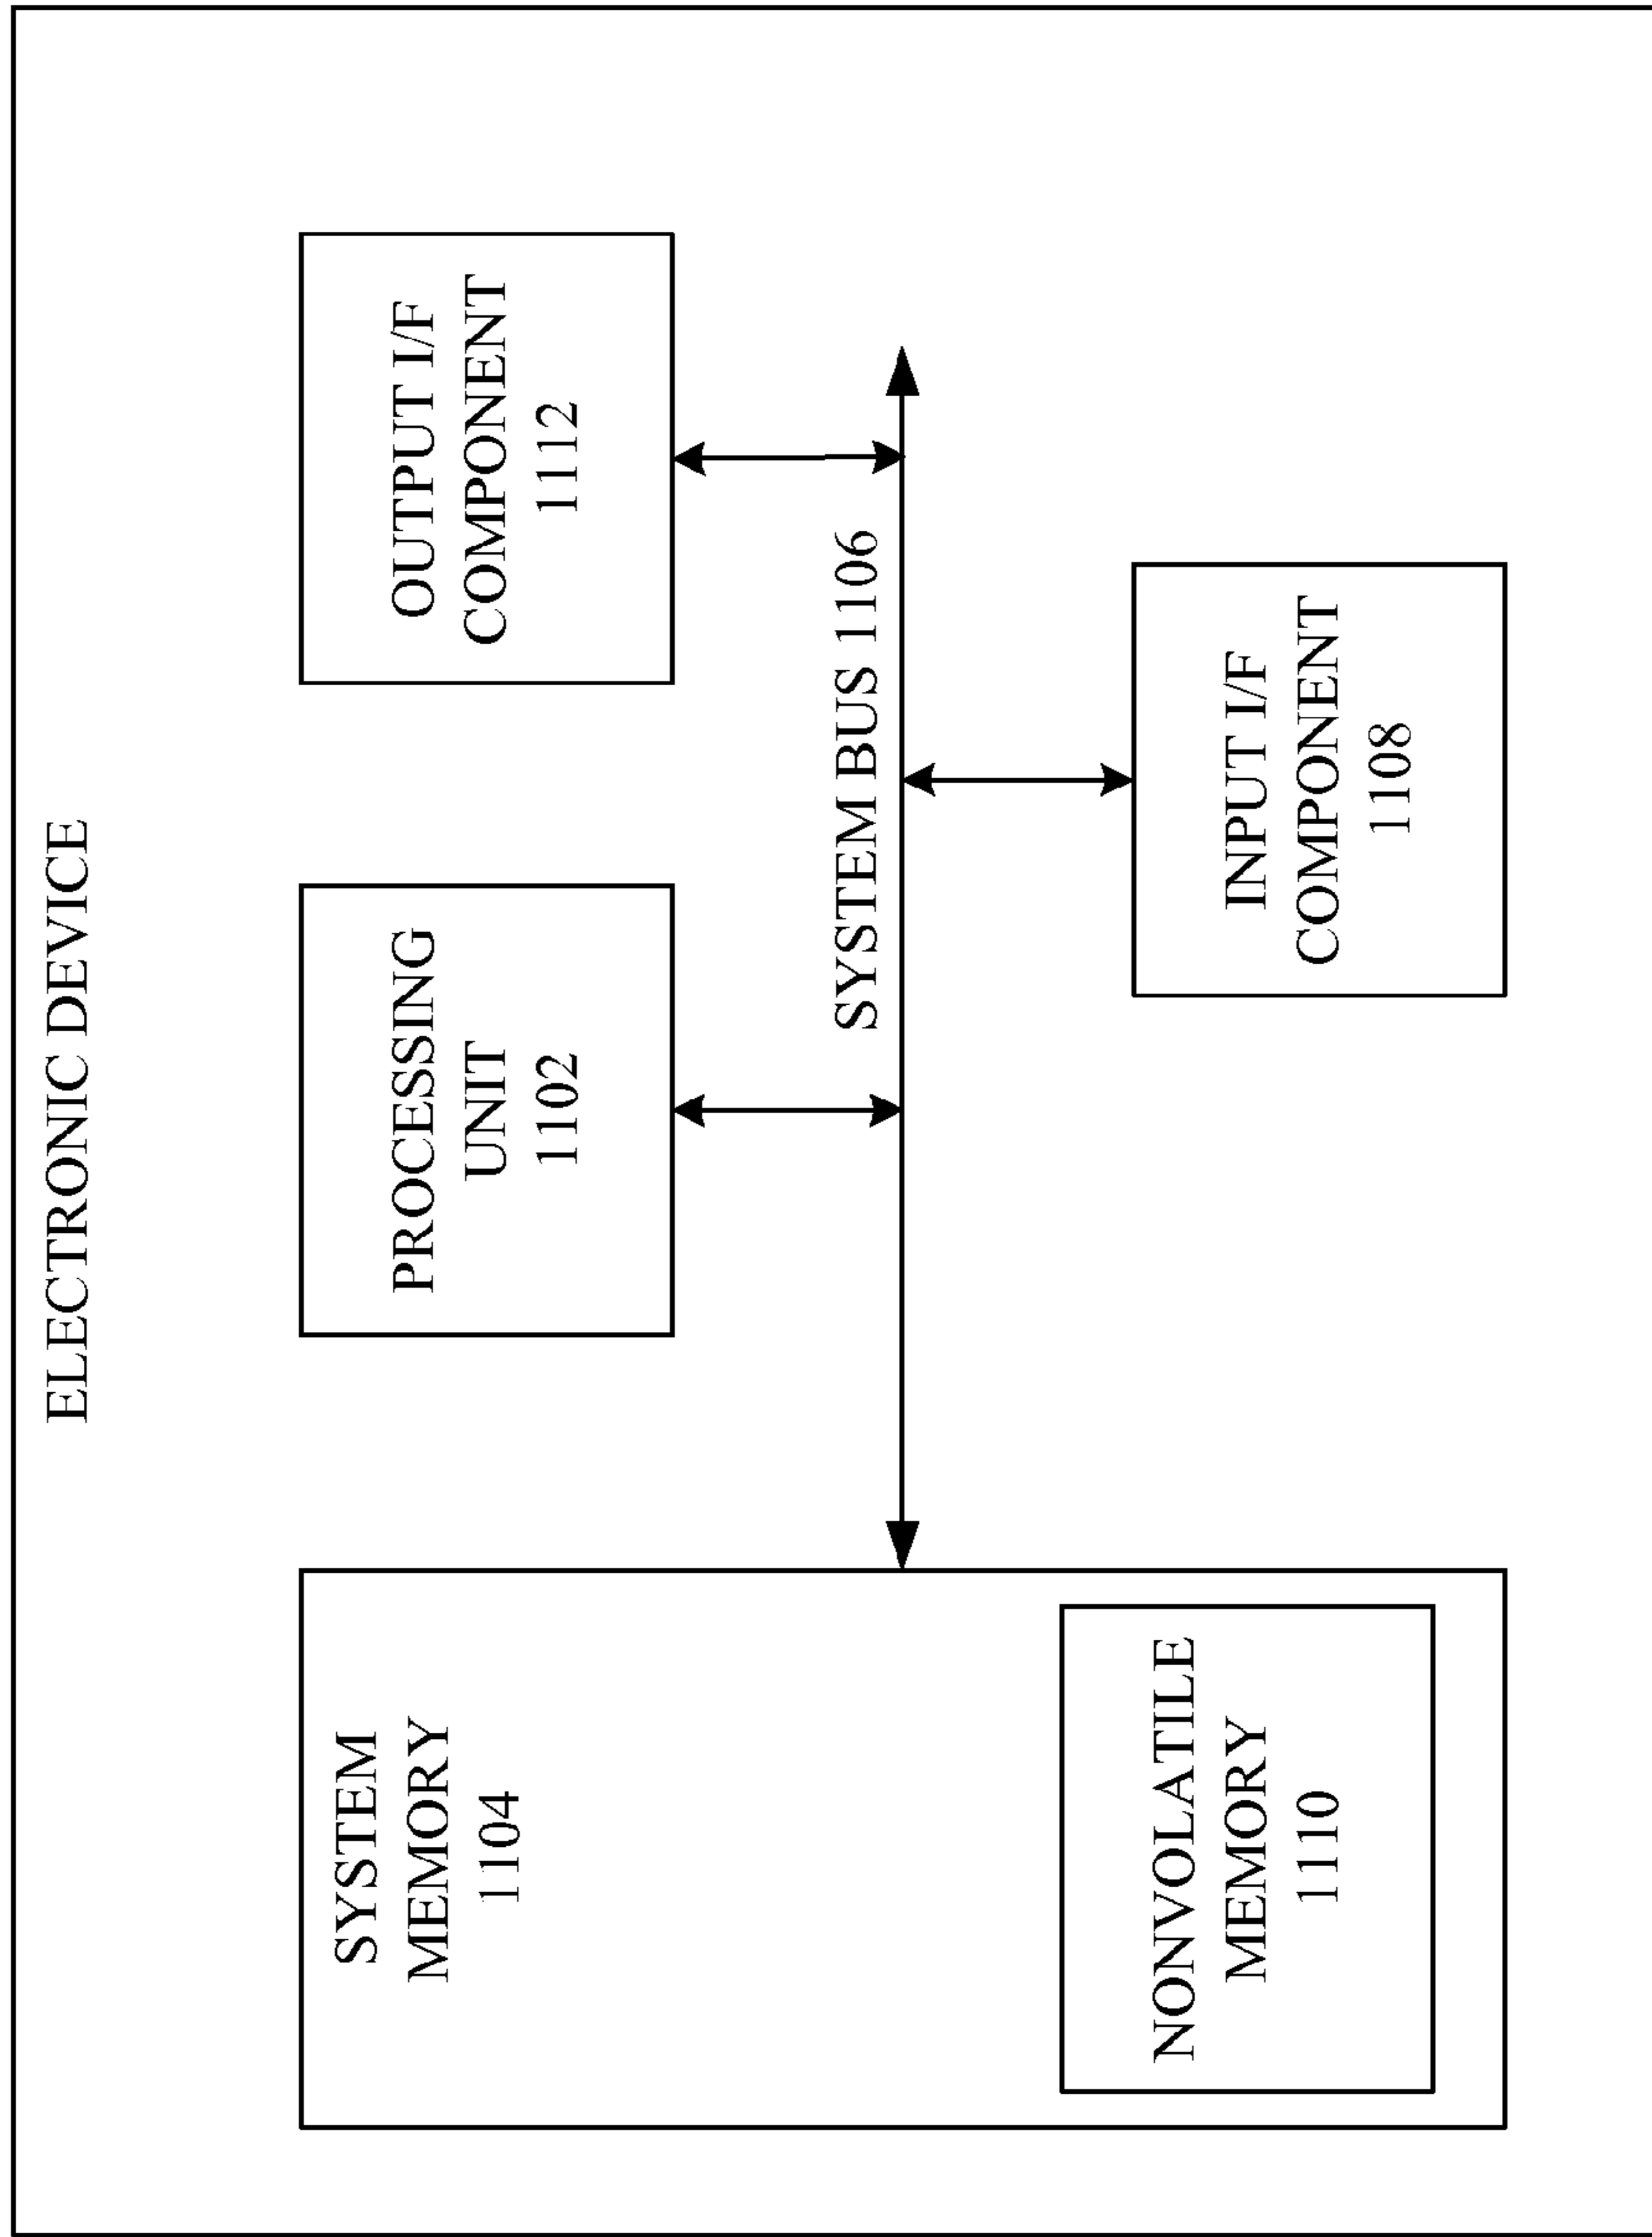 ELECTRONIC DEVICE
SYSTEM
MEMORY
1104
NONVOLATILE
MEMORY
1110
PROCESSING
UNIT
1102
OUTPUT I/F
COMPONENT
1112
SYSTEM BUS 1106
INPUT I/F
COMPONENT
1108